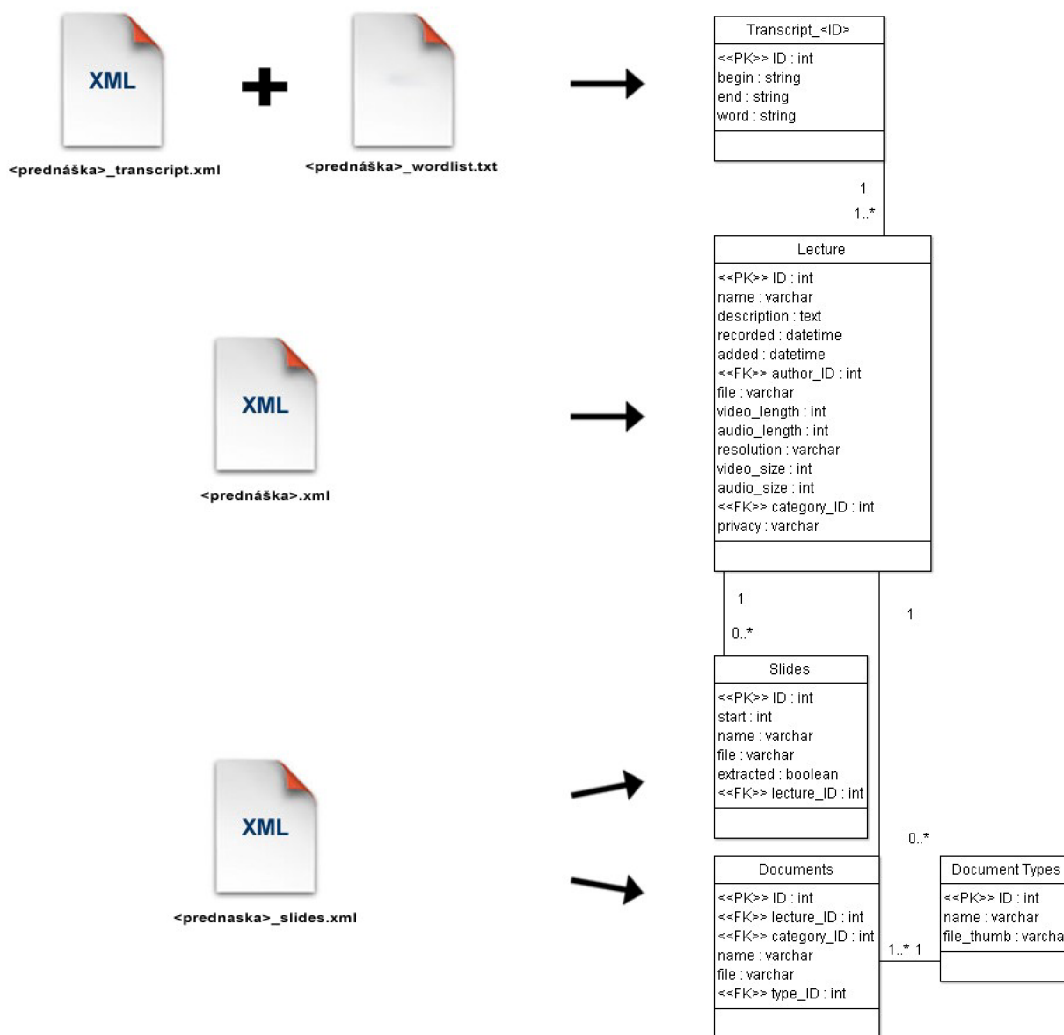 XML
<prednáška>_transcript.xml
<prednáška>_wordlist.txt
Transcript_<ID>
<<PK>> ID : int
begin : string
end : string
word : string
1
1..*
XML
<prednáška>.xml
Lecture
<<PK>> ID : int
name : varchar
description : text
recorded : datetime
added : datetime
<<FK>> author_ID : int
file : varchar
video_length : int
audio_length : int
resolution : varchar
video_size : int
audio_size : int
<<FK>> category_ID : int
privacy : varchar
1
0..*
1
0..*
XML
<prednaska>_slides.xml
Slides
<<PK>> ID : int
start : int
name : varchar
file : varchar
extracted : boolean
<<FK>> lecture_ID : int
Documents
<<PK>> ID : int
<<FK>> lecture_ID : int
<<FK>> category_ID : int
name : varchar
file : varchar
<<FK>> type_ID : int
1..* 1
Document Types
<<PK>> ID : int
name : varchar
file_thumb : varcha